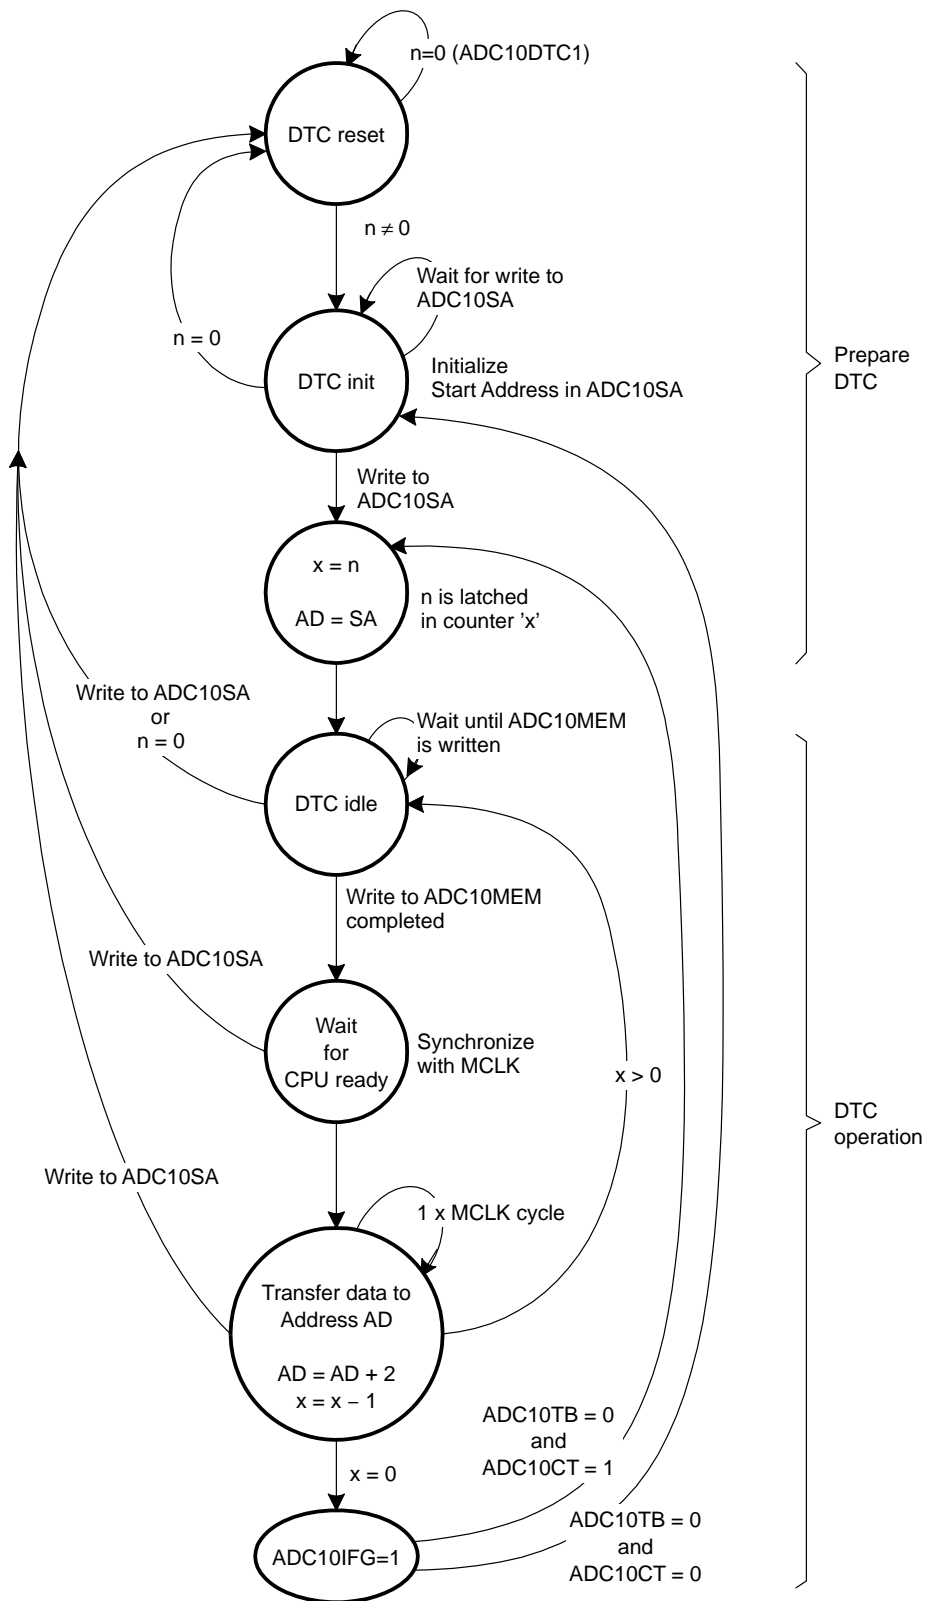 n=0 (ADC10DTC1)
DTC reset
n ≠ 0
Wait for write to
ADC10SA
n = 0
DTC init
Initialize
Start Address in ADC10SA
Prepare
DTC
Write to
ADC10SA
x = n
AD = SA
n is latched
in counter ’x’
Write to ADC10SA
or
n = 0
Wait until ADC10MEM
is written
DTC idle
Write to ADC10MEM
completed
Write to ADC10SA
Wait
for
CPU ready
Synchronize
with MCLK
x > 0
DTC
operation
Write to ADC10SA
1 x MCLK cycle
Transfer data to
Address AD
AD = AD + 2
x = x − 1
ADC10TB = 0
and
ADC10CT = 1
x = 0
ADC10IFG=1
ADC10TB = 0
and
ADC10CT = 0